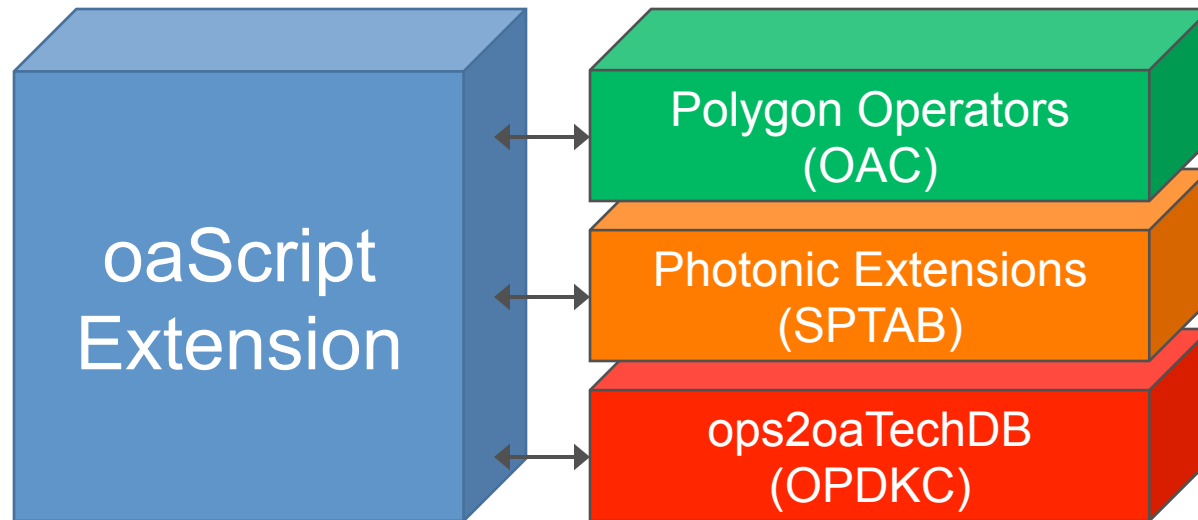 oaScript
Extension
Polygon Operators
(OAC)
Photonic Extensions
(SPTAB)
ops2oaTechDB
(OPDKC)